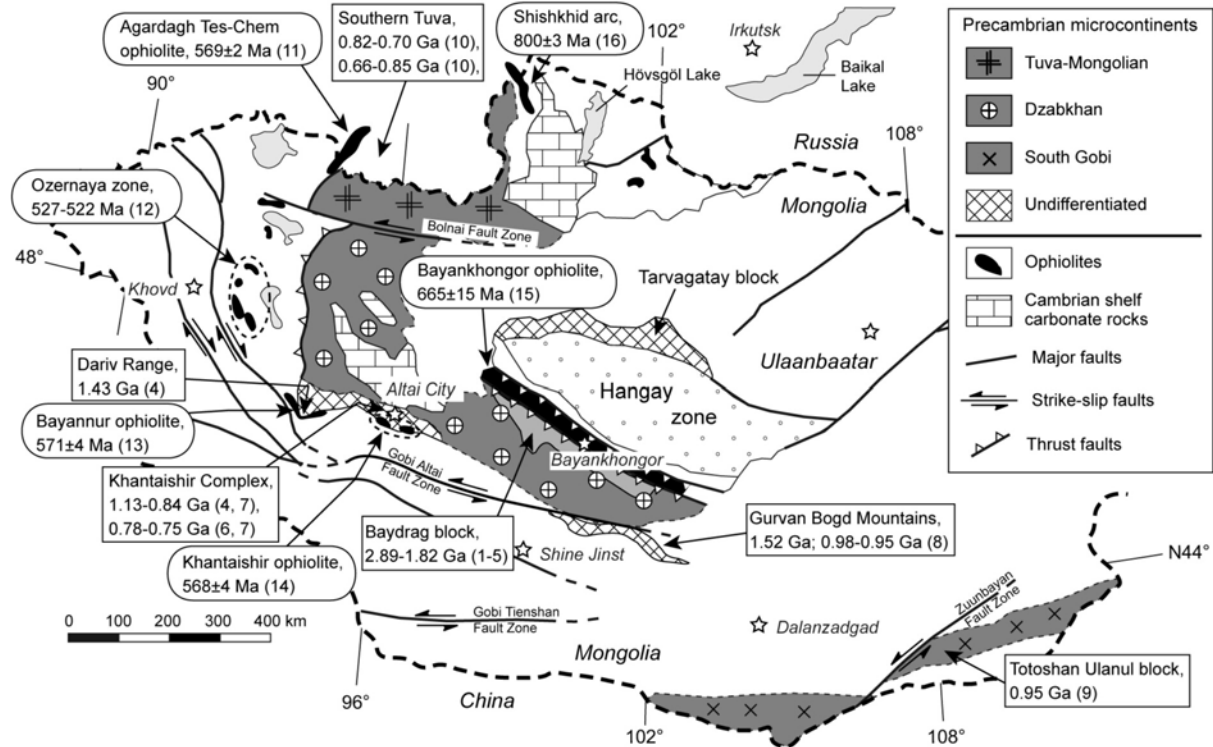 Agardagh Tes-Chem
ophiolite, 569±2 Ma (11)
Southern Tuva,
0.82-0.70 Ga (10),
0.66-0.85 Ga (10),
Shishkhid arc,
800±3 Ma (16)
102°
Irkutsk
Hövsgöl Lake
Baikal
Lake
90°
Russia
108°
Mongolia
Ozernaya zone,
527-522 Ma (12)
Bolnai Fault Zone
48°
Khovd
Bayankhongor ophiolite,
665±15 Ma (15)
Tarvagatay block
Ulaanbaatar
Dariv Range,
1.43 Ga (4)
Altai City
Hangay
zone
Bayannur ophiolite,
571±4 Ma (13)
Bayankhongor
Gobi Altai
Fault Zone
Khantaishir Complex,
1.13-0.84 Ga (4, 7),
0.78-0.75 Ga (6, 7)
Baydrag block,
2.89-1.82 Ga (1-5)
Shine Jinst
Gurvan Bogd Mountains,
1.52 Ga; 0.98-0.95 Ga (8)
N44°
Khantaishir ophiolite,
568±4 Ma (14)
0 100 200 300 400 km
Gobi Tienshan
Fault Zone
Zuunbayan
Fault Zone
Dalanzadgad
Mongolia
China
96°
102°
108°
Totoshan Ulanul block,
0.95 Ga (9)
Precambrian microcontinents
Tuva-Mongolian
Dzabkhan
South Gobi
Undifferentiated
Ophiolites
Cambrian shelf
carbonate rocks
Major faults
Strike-slip faults
Thrust faults